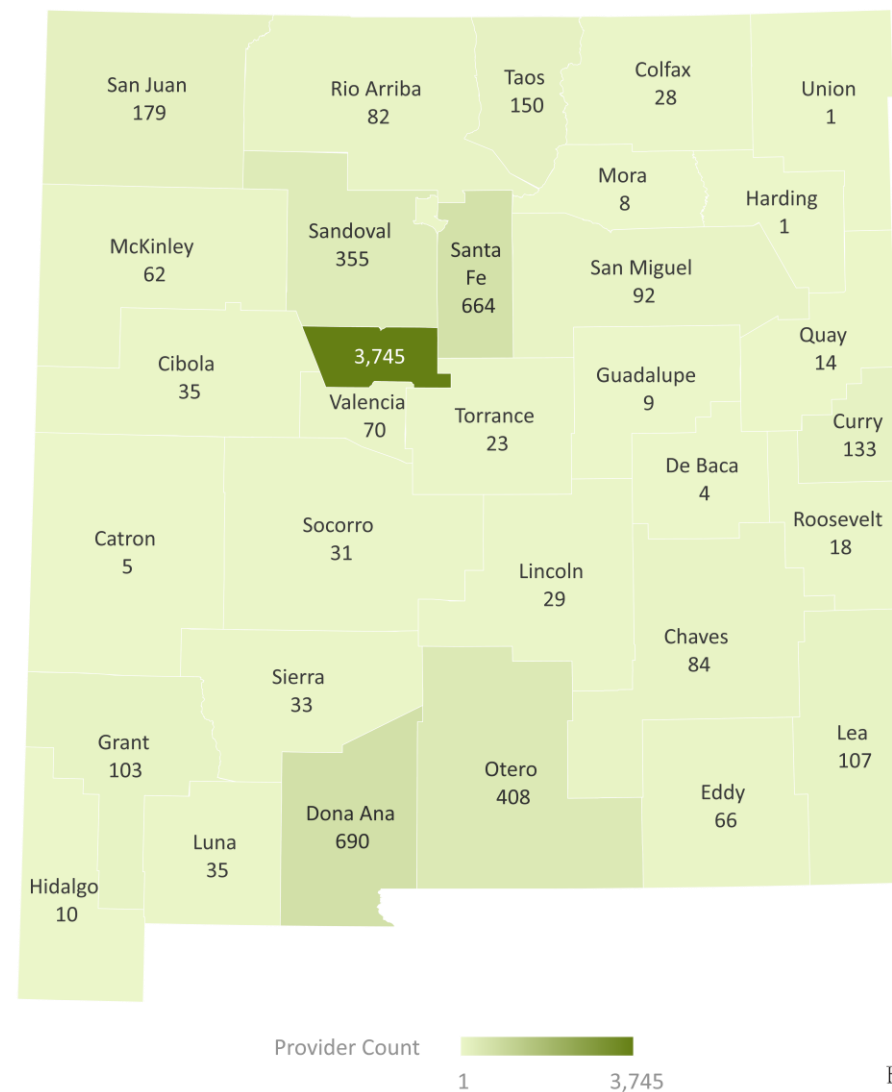 San Juan
179
Rio Arriba
82
Taos
150
Colfax
28
Union
1
Mora
8
Harding
1
McKinley
62
Sandoval
355
Santa
Fe
664
San Miguel
92
Quay
14
Cibola
35
3,745
Valencia
70
Torrance
23
Guadalupe
9
Curry
133
De Baca
4
Catron
5
Socorro
31
Lincoln
29
Roosevelt
18
Chaves
84
Sierra
33
Grant
103
Lea
107
Otero
408
Eddy
66
Dona Ana
690
Luna
35
Hidalgo
10
Provider Count
1
3,745